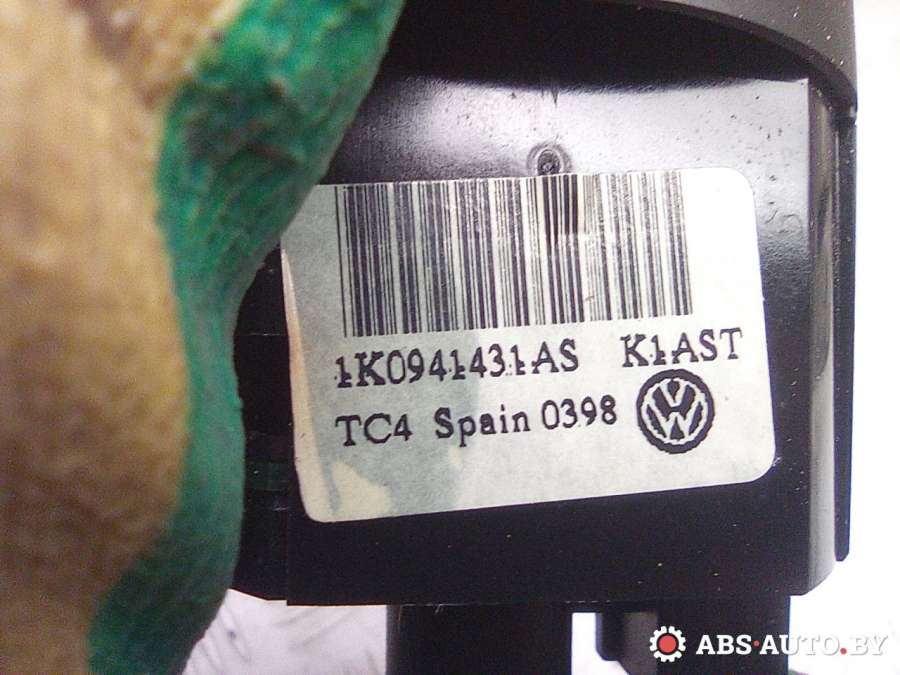 1K0941431AS K1AST
TC4 Spain 0398
ABS-AUTO.BY